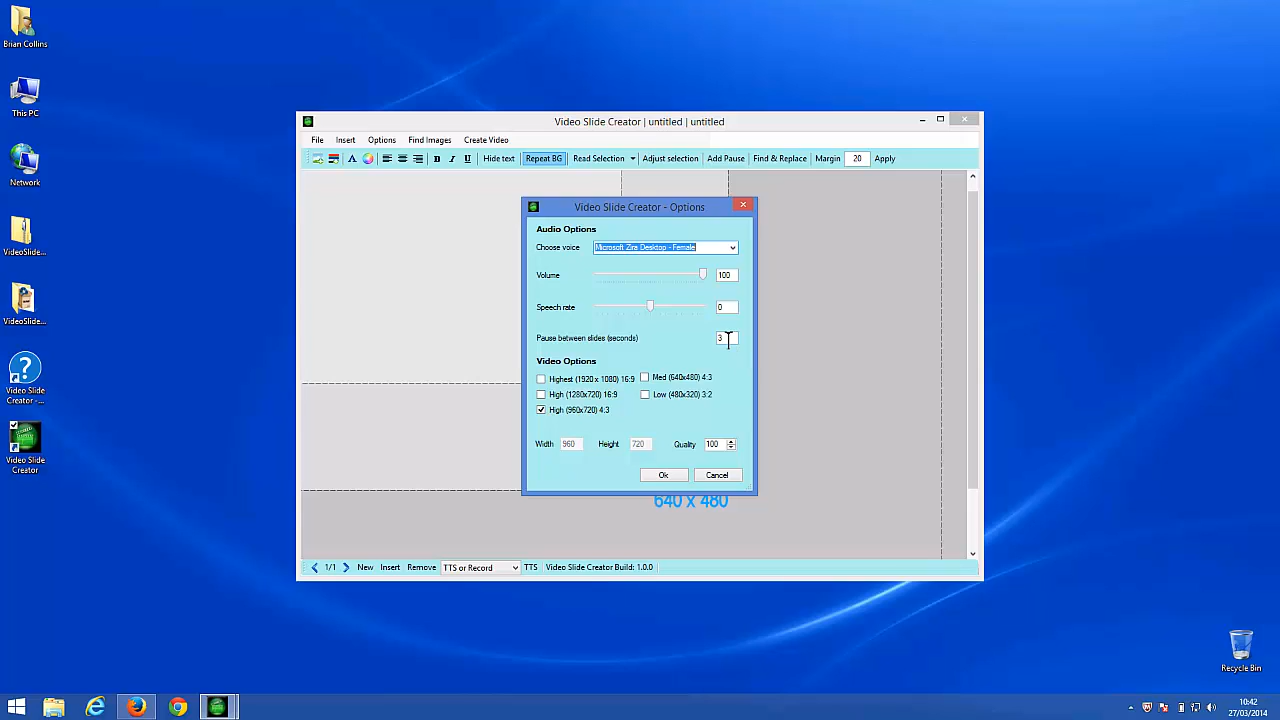 Brian Collins
This PC
Network
VideoSlide...
VideoSlide...
Video Slide
Creator -...
Video Slide
Creator
Video Slide Creator | untitled | untitled
File Insert Options Find Images Create Video
A B I U Hide text Repeat BG Read Selection Adjust selection Add Pause Find & Replace Margin 20 Apply
Video Slide Creator - Options
Audio Options
Choose voice Microsoft Zira Desktop - Female
Volume 100
Speech rate 0
Pause between slides (seconds) 3
Video Options
Highest (1920 x 1080) 16:9 Med (640x480) 4:3
High (1280x720) 16:9 Low (480x320) 3:2
High (960x720) 4:3
Width 960 Height 720 Quality 100
Ok Cancel
640 x 480
1/1 New Insert Remove TTS or Record TTS Video Slide Creator Build: 1.0.0
Recycle Bin
10:42
27/03/2014